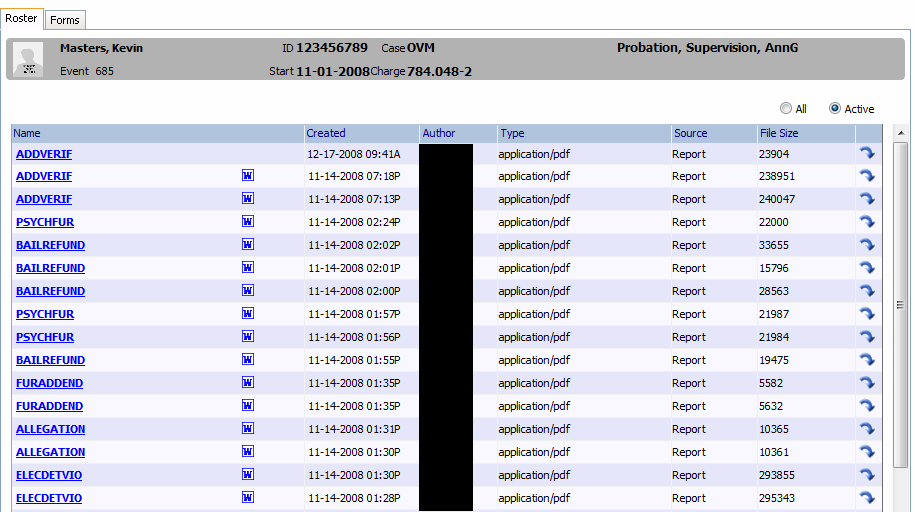 Roster Forms
Masters, Kevin ID 123456789 Case OVM Probation, Supervision, AnnG
Event 685 Start 11-01-2008 Charge 784.048-2
All Active
Name Created Author Type Source File Size
ADDVERIF 12-17-2008 09:41A application/pdf Report 23904
ADDVERIF W 11-14-2008 07:18P application/pdf Report 238951
ADDVERIF W 11-14-2008 07:13P application/pdf Report 240047
PSYCHFUR W 11-14-2008 02:24P application/pdf Report 22000
BAILREFUND W 11-14-2008 02:02P application/pdf Report 33655
BAILREFUND W 11-14-2008 02:01P application/pdf Report 15796
BAILREFUND W 11-14-2008 02:00P application/pdf Report 28563
PSYCHFUR W 11-14-2008 01:57P application/pdf Report 21987
PSYCHFUR W 11-14-2008 01:56P application/pdf Report 21984
BAILREFUND W 11-14-2008 01:55P application/pdf Report 19475
FURADDEND W 11-14-2008 01:35P application/pdf Report 5582
FURADDEND W 11-14-2008 01:35P application/pdf Report 5632
ALLEGATION W 11-14-2008 01:31P application/pdf Report 10365
ALLEGATION W 11-14-2008 01:30P application/pdf Report 10361
ELECDETVIO W 11-14-2008 01:30P application/pdf Report 293855
ELECDETVIO W 11-14-2008 01:28P application/pdf Report 295343